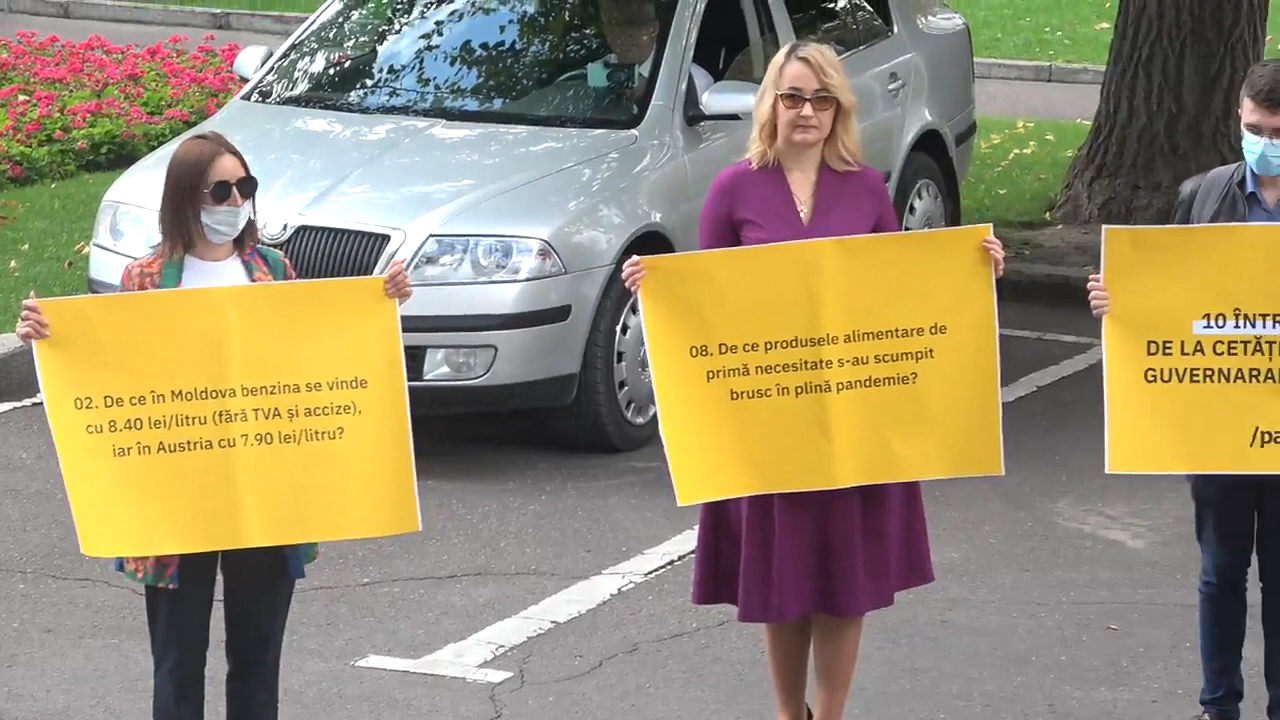 02. De ce în Moldova benzina se vinde
cu 8.40 lei/litru (fără TVA și accize),
iar în Austria cu 7.90 lei/litru?
08. De ce produsele alimentare de
primă necesitate s-au scumpit
brusc în plină pandemie?
10 ÎNTR
DE LA CETĂȚ
GUVERNARA
/pa